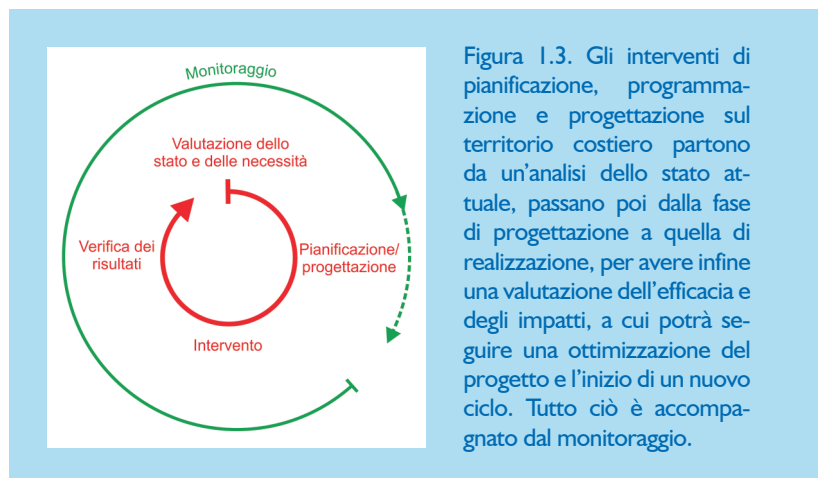 Monitoraggio
Valutazione dello
stato e delle necessità
Verifica dei
risultati
Pianificazione/
progettazione
Intervento
Figura 1.3. Gli interventi di
pianificazione, programma-
zione e progettazione sul
territorio costiero partono
da un'analisi dello stato at-
tuale, passano poi dalla fase
di progettazione a quella di
realizzazione, per avere infine
una valutazione dell'efficacia e
degli impatti, a cui potrà se-
guire una ottimizzazione del
progetto e l'inizio di un nuovo
ciclo. Tutto ciò è accompa-
gnato dal monitoraggio.